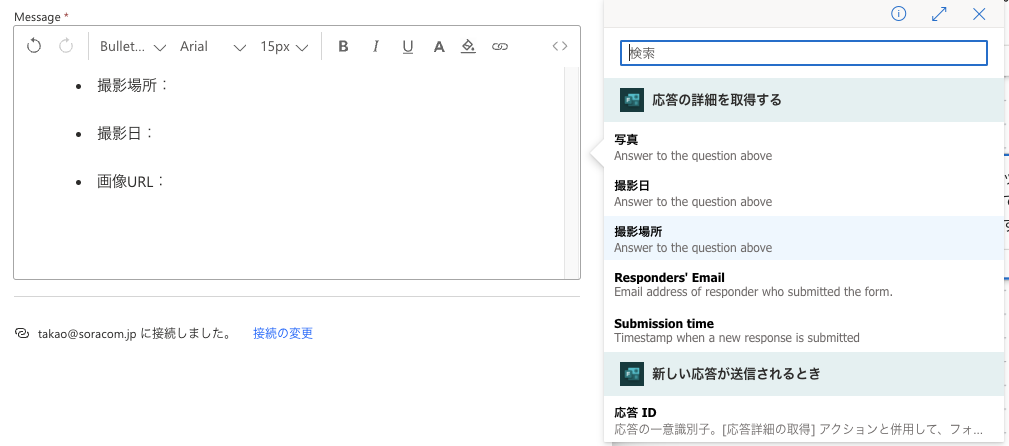 Message *
Bullet...
Arial
15px
B
I
U
A
</>
撮影場所：
撮影日：
画像URL：
takao@soracom.jp に接続しました。
接続の変更
検索
応答の詳細を取得する
写真
Answer to the question above
撮影日
Answer to the question above
撮影場所
Answer to the question above
Responders' Email
Email address of responder who submitted the form.
Submission time
Timestamp when a new response is submitted
新しい応答が送信されるとき
応答 ID
応答の一意識別子。[応答詳細の取得] アクションと併用して、フォ...